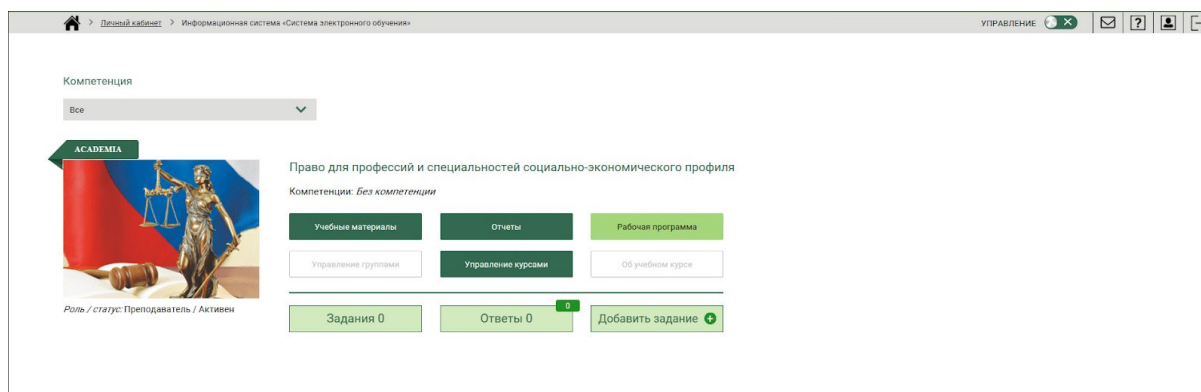 Личный кабинет > Информационная система «Система электронного обучения»
УПРАВЛЕНИЕ
Компетенция
Все
ACADEMIA
Право для профессий и специальностей социально-экономического профиля
Компетенции: Без компетенции
Учебные материалы
Отчеты
Рабочая программа
Управление группами
Управление курсами
Об учебном курсе
Роль / статус: Преподаватель / Активен
Задания 0
0
Ответы 0
Добавить задание